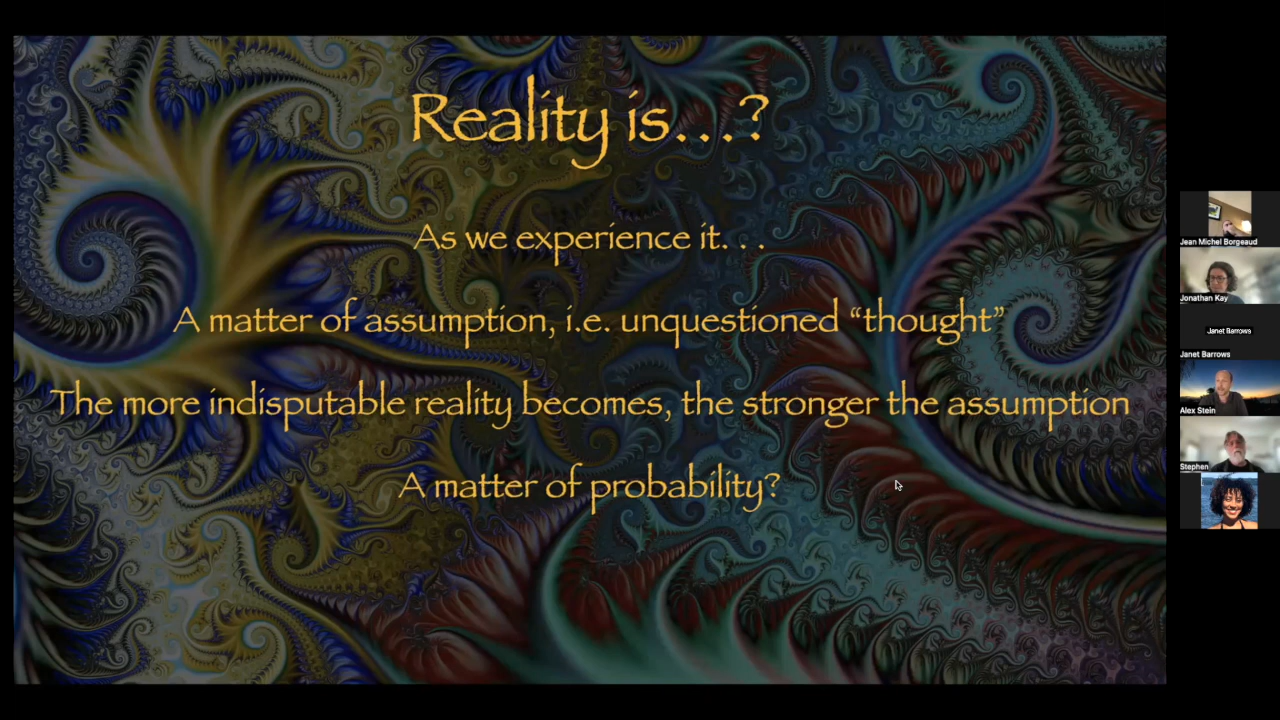 Reality is...?
As we experience it. . .
A matter of assumption, i.e. unquestioned “thought”
The more indisputable reality becomes, the stronger the assumption
A matter of probability?
Jean Michel Borgeaud
Jonathan Kay
Janet Barrows
Janet Barrows
Alex Stein
Stephen